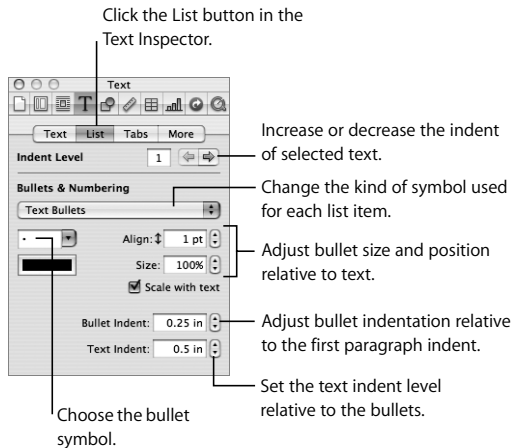 Click the List button in the
Text Inspector.
Text
Text List Tabs More
Indent Level 1
Increase or decrease the indent
of selected text.
Bullets & Numbering
Text Bullets
Change the kind of symbol used
for each list item.
Align: 1 pt
Size: 100%
Scale with text
Adjust bullet size and position
relative to text.
Bullet Indent: 0.25 in
Text Indent: 0.5 in
Adjust bullet indentation relative
to the first paragraph indent.
Set the text indent level
relative to the bullets.
Choose the bullet
symbol.